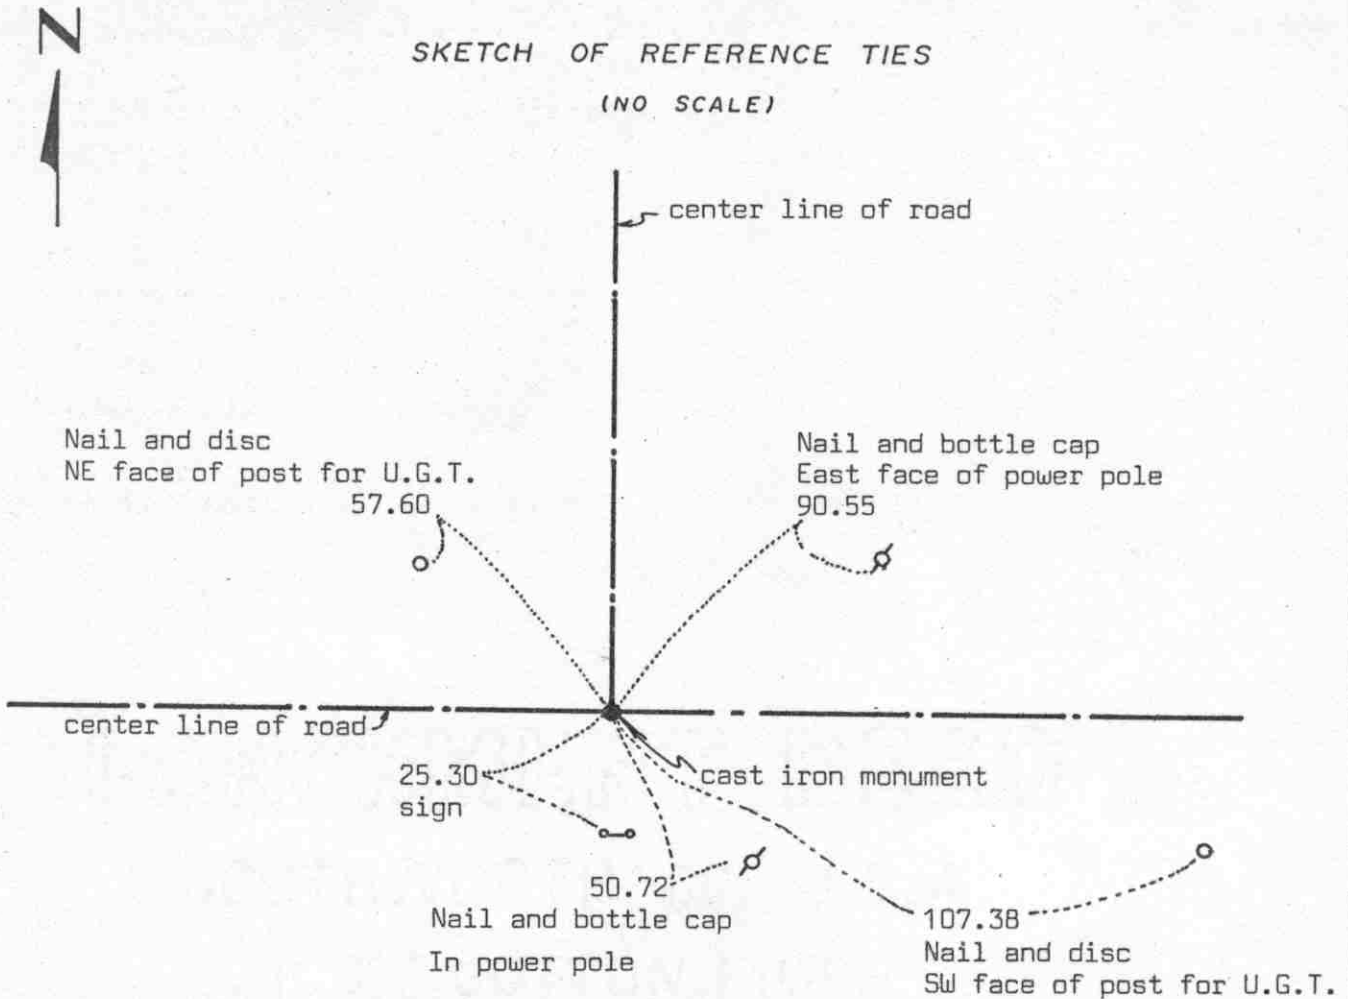 N
SKETCH OF REFERENCE TIES
(NO SCALE)
center line of road
Nail and disc
NE face of post for U.G.T.
57.60
Nail and bottle cap
East face of power pole
90.55
center line of road
25.30
sign
cast iron monument
50.72
Nail and bottle cap
In power pole
107.38
Nail and disc
SW face of post for U.G.T.